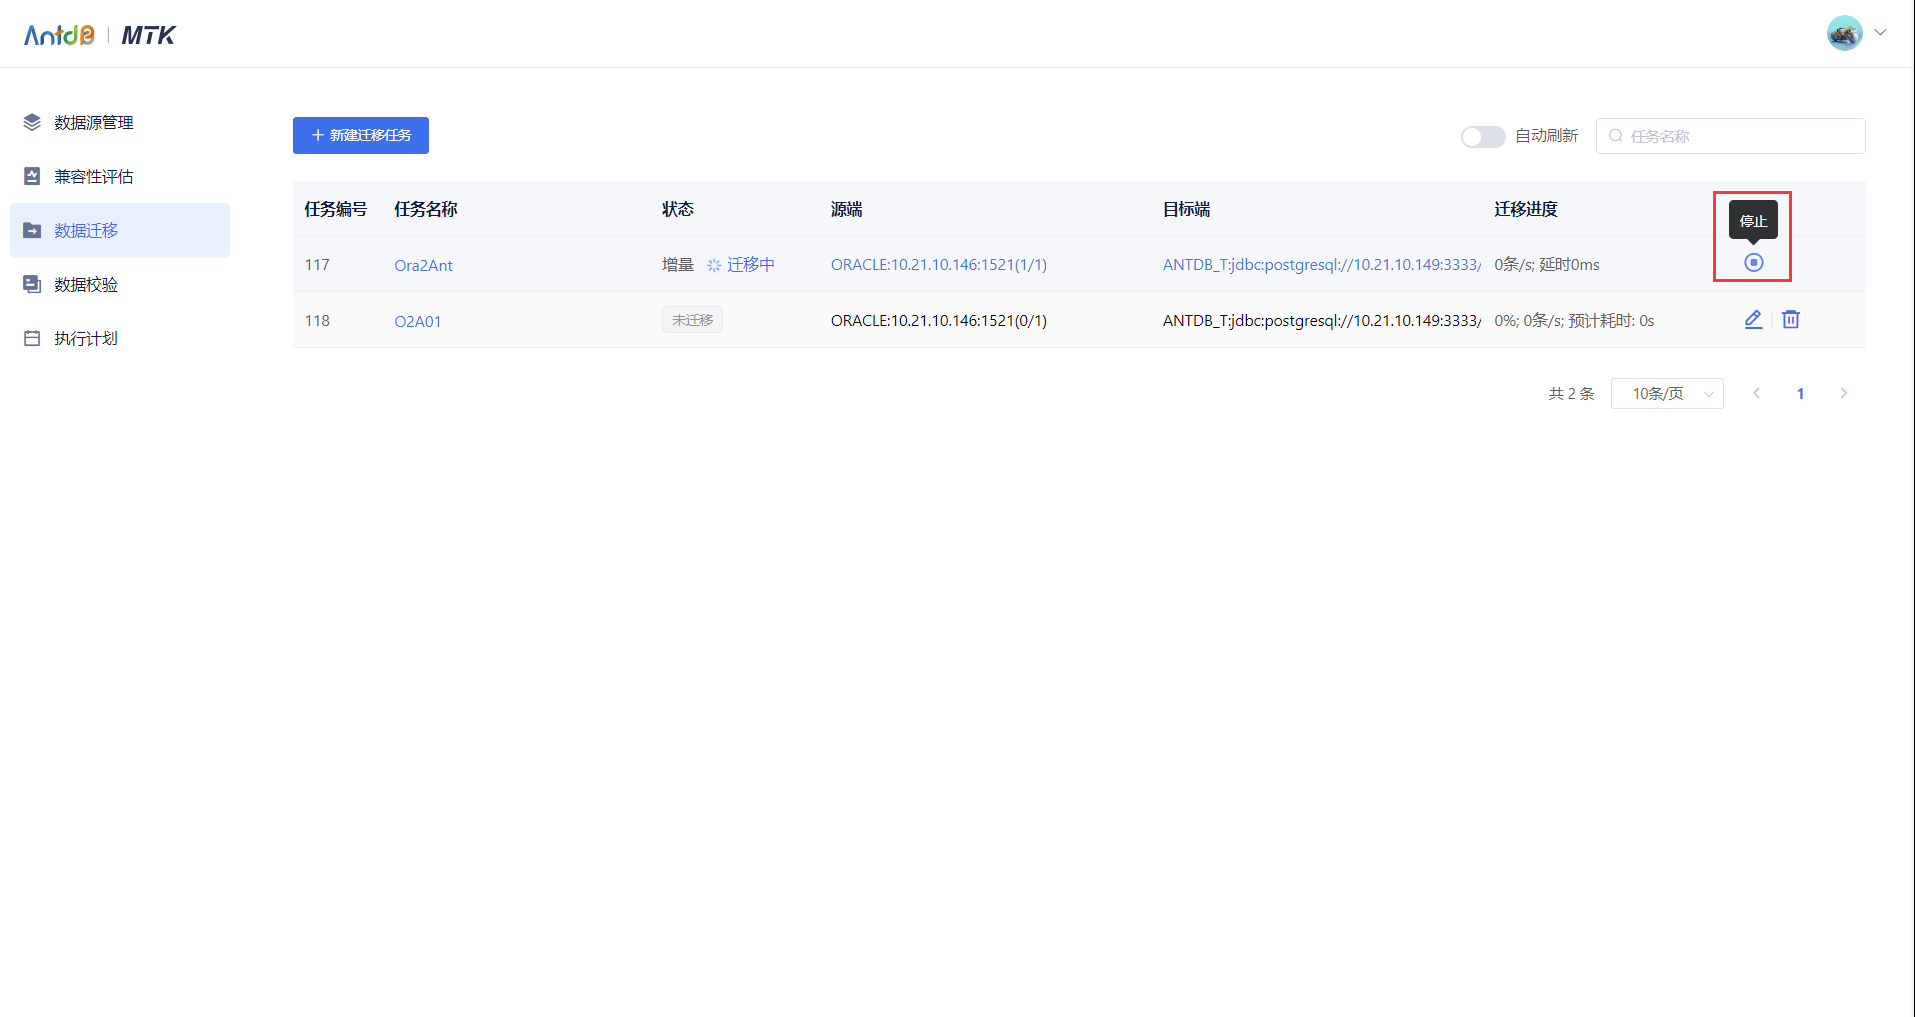 AntdB | MTK
数据源管理
兼容性评估
数据迁移
数据校验
执行计划
新建迁移任务
自动刷新
任务名称
任务编号 任务名称 状态 源端 目标端 迁移进度
停止
117 Ora2Ant 增量 迁移中 ORACLE:10.21.10.146:1521(1/1) ANTDB_T:jdbc:postgresql://10.21.10.149:3333/ 0条/s; 延时0ms
118 O2A01 未迁移 ORACLE:10.21.10.146:1521(0/1) ANTDB_T:jdbc:postgresql://10.21.10.149:3333/ 0%; 0条/s; 预计耗时: 0s
共 2 条 10条/页 1